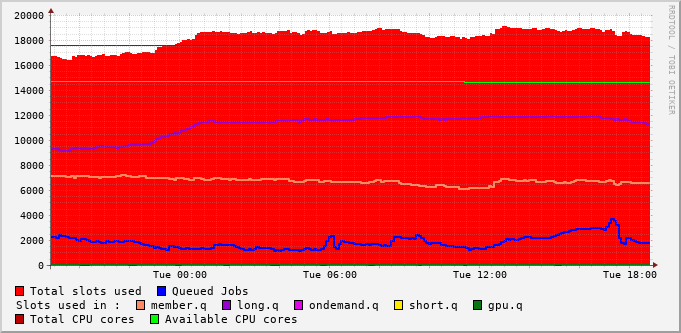 20000
18000
16000
14000
12000
10000
8000
6000
4000
2000
0
Tue 00:00 Tue 06:00 Tue 12:00 Tue 18:00
Total slots used Queued Jobs
Slots used in : member.q long.q ondemand.q short.q gpu.q
Total CPU cores Available CPU cores
RRDTOOL / TOBI OETIKER